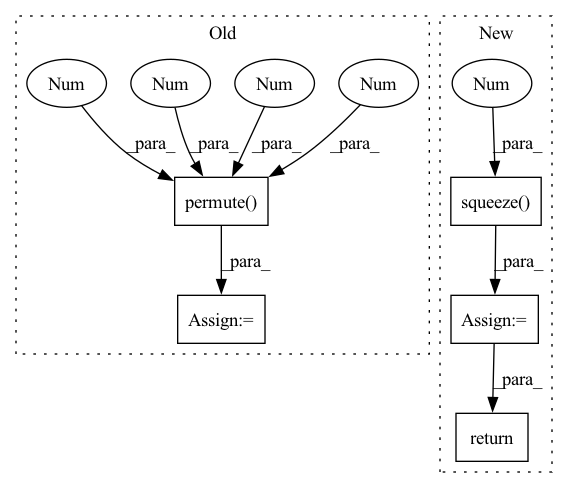 Old
New
Num
Num
Num
Num
Num
_para_
_para_
_para_
_para_
_para_
permute()
squeeze()
_para_
_para_
Assign:=
Assign:=
_para_
return